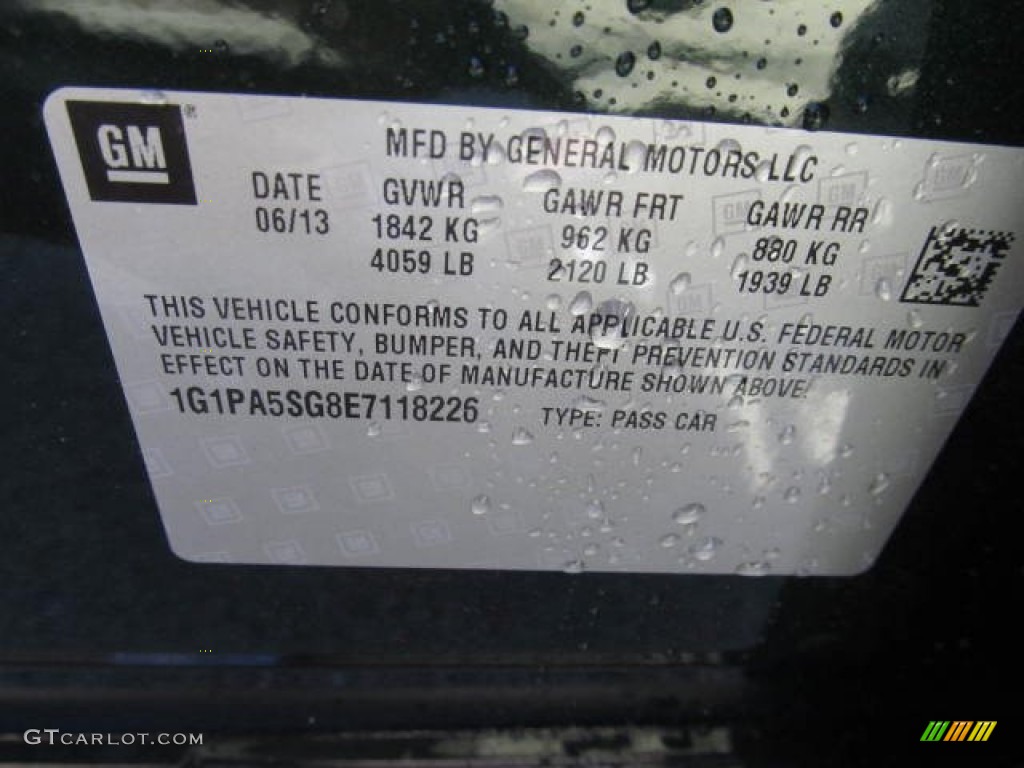 GM®
MFD BY GENERAL MOTORS LLC
DATE GVWR GAWR FRT GAWR RR
06/13 1842 KG 962 KG 880 KG
4059 LB 2120 LB 1939 LB
THIS VEHICLE CONFORMS TO ALL APPLICABLE U.S. FEDERAL MOTOR
VEHICLE SAFETY, BUMPER, AND THEFT PREVENTION STANDARDS IN
EFFECT ON THE DATE OF MANUFACTURE SHOWN ABOVE.
1G1PA5SG8E7118226 TYPE: PASS CAR
GTCARLOT.COM